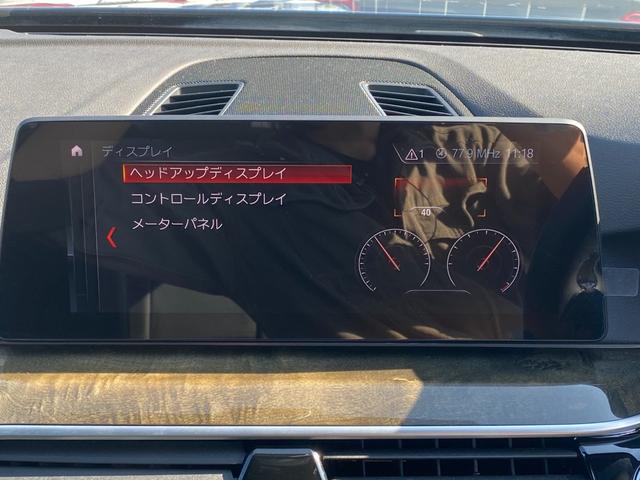 ディスプレイ
1 77.9 MHz 11:18
ヘッドアップディスプレイ
コントロールディスプレイ
メーターパネル
40